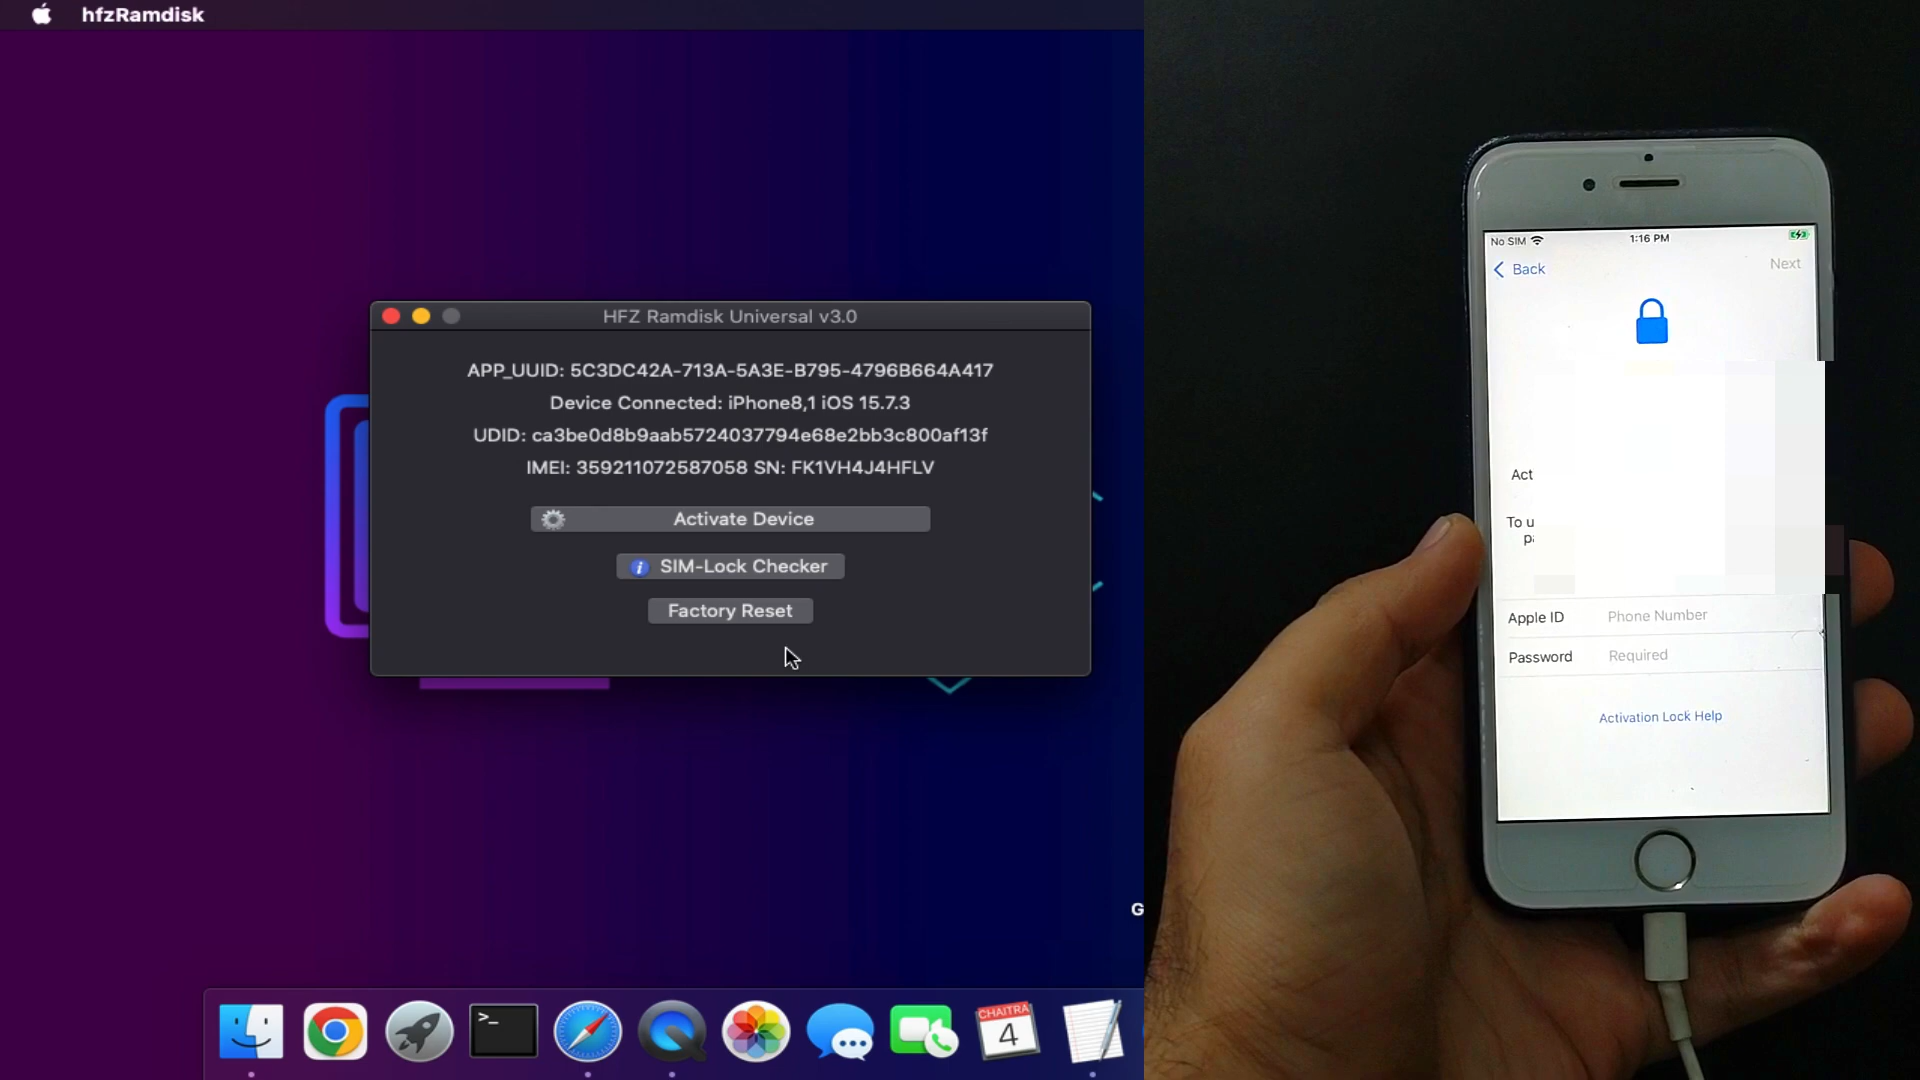 hfzRamdisk
HFZ Ramdisk Universal v3.0
APP_UUID: 5C3DC42A-713A-5A3E-B795-4796B664A417
Device Connected: iPhone8,1 iOS 15.7.3
UDID: ca3be0d8b9aab5724037794e68e2bb3c800af13f
IMEI: 359211072587058 SN: FK1VH4J4HFLV
Activate Device
i SIM-Lock Checker
Factory Reset
G
>_
CHAITRA
4
No SIM 1:16 PM
Back Next
Act
To u
pa
Apple ID Phone Number
Password Required
Activation Lock Help